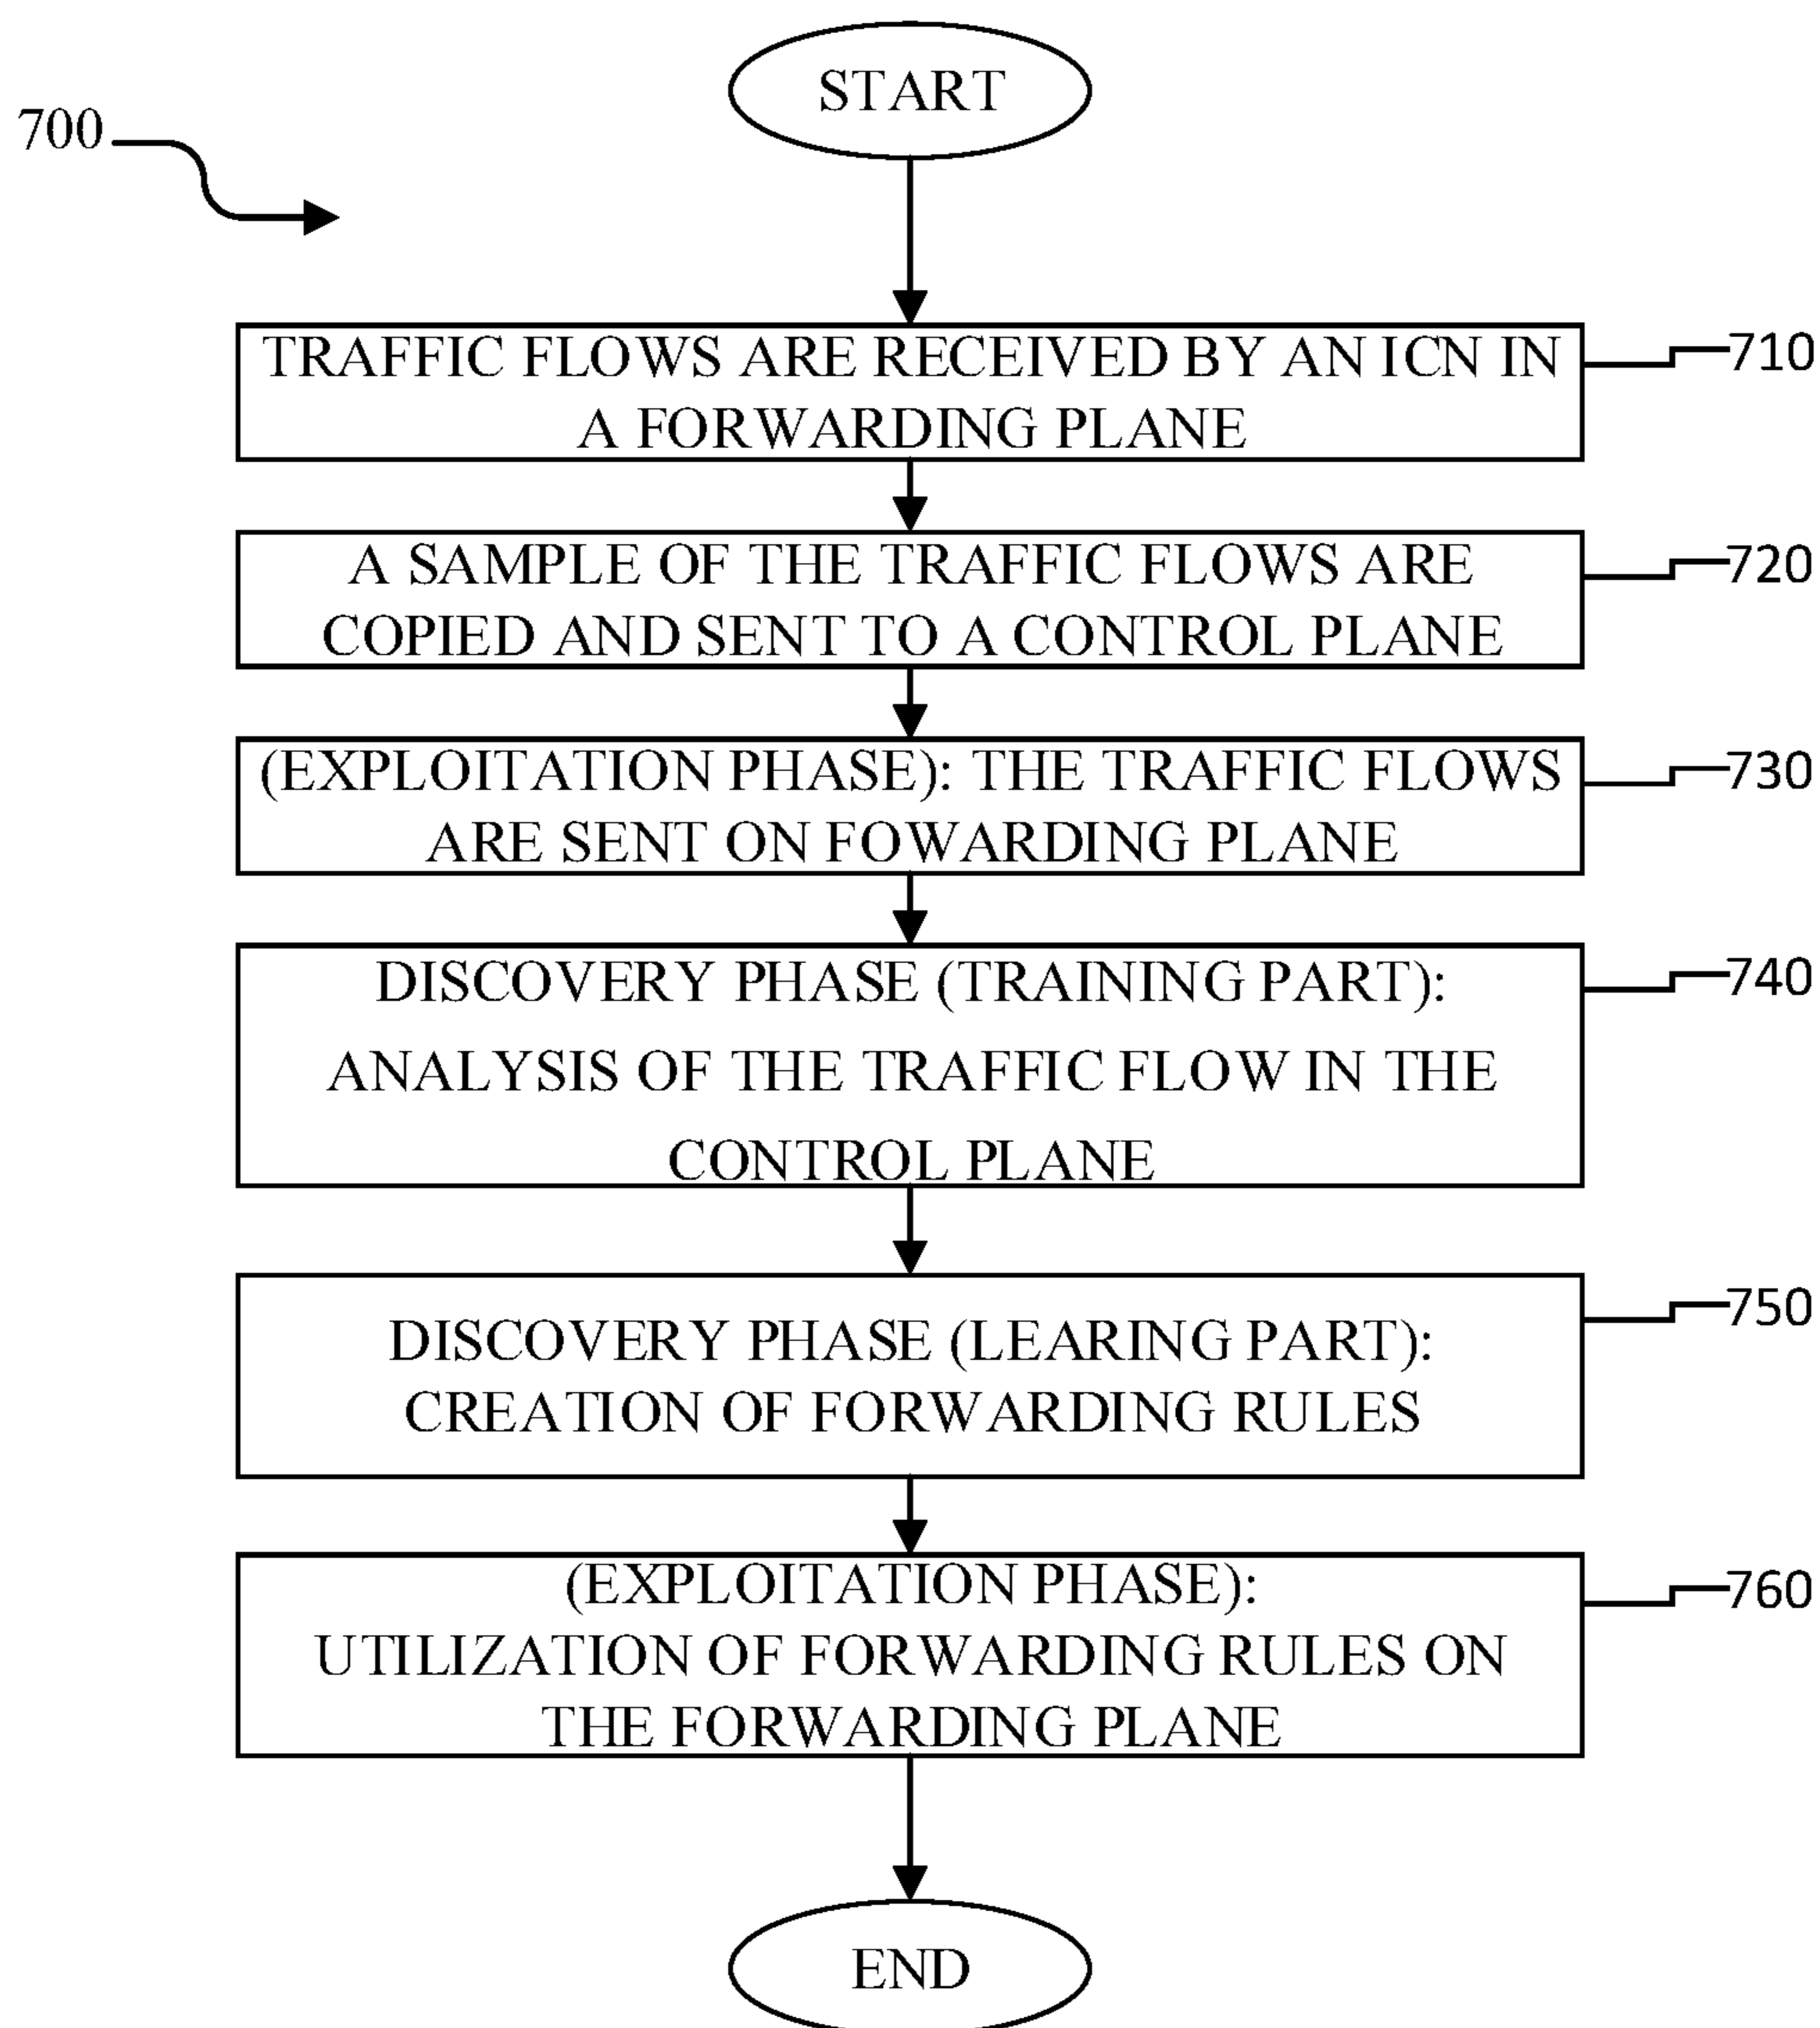 START
700
TRAFFIC FLOWS ARE RECEIVED BY AN ICN IN
A FORWARDING PLANE
710
A SAMPLE OF THE TRAFFIC FLOWS ARE
COPIED AND SENT TO A CONTROL PLANE
720
(EXPLOITATION PHASE): THE TRAFFIC FLOWS
ARE SENT ON FOWARDING PLANE
730
DISCOVERY PHASE (TRAINING PART):
ANALYSIS OF THE TRAFFIC FLOW IN THE
CONTROL PLANE
740
DISCOVERY PHASE (LEARING PART):
CREATION OF FORWARDING RULES
750
(EXPLOITATION PHASE):
UTILIZATION OF FORWARDING RULES ON
THE FORWARDING PLANE
760
END